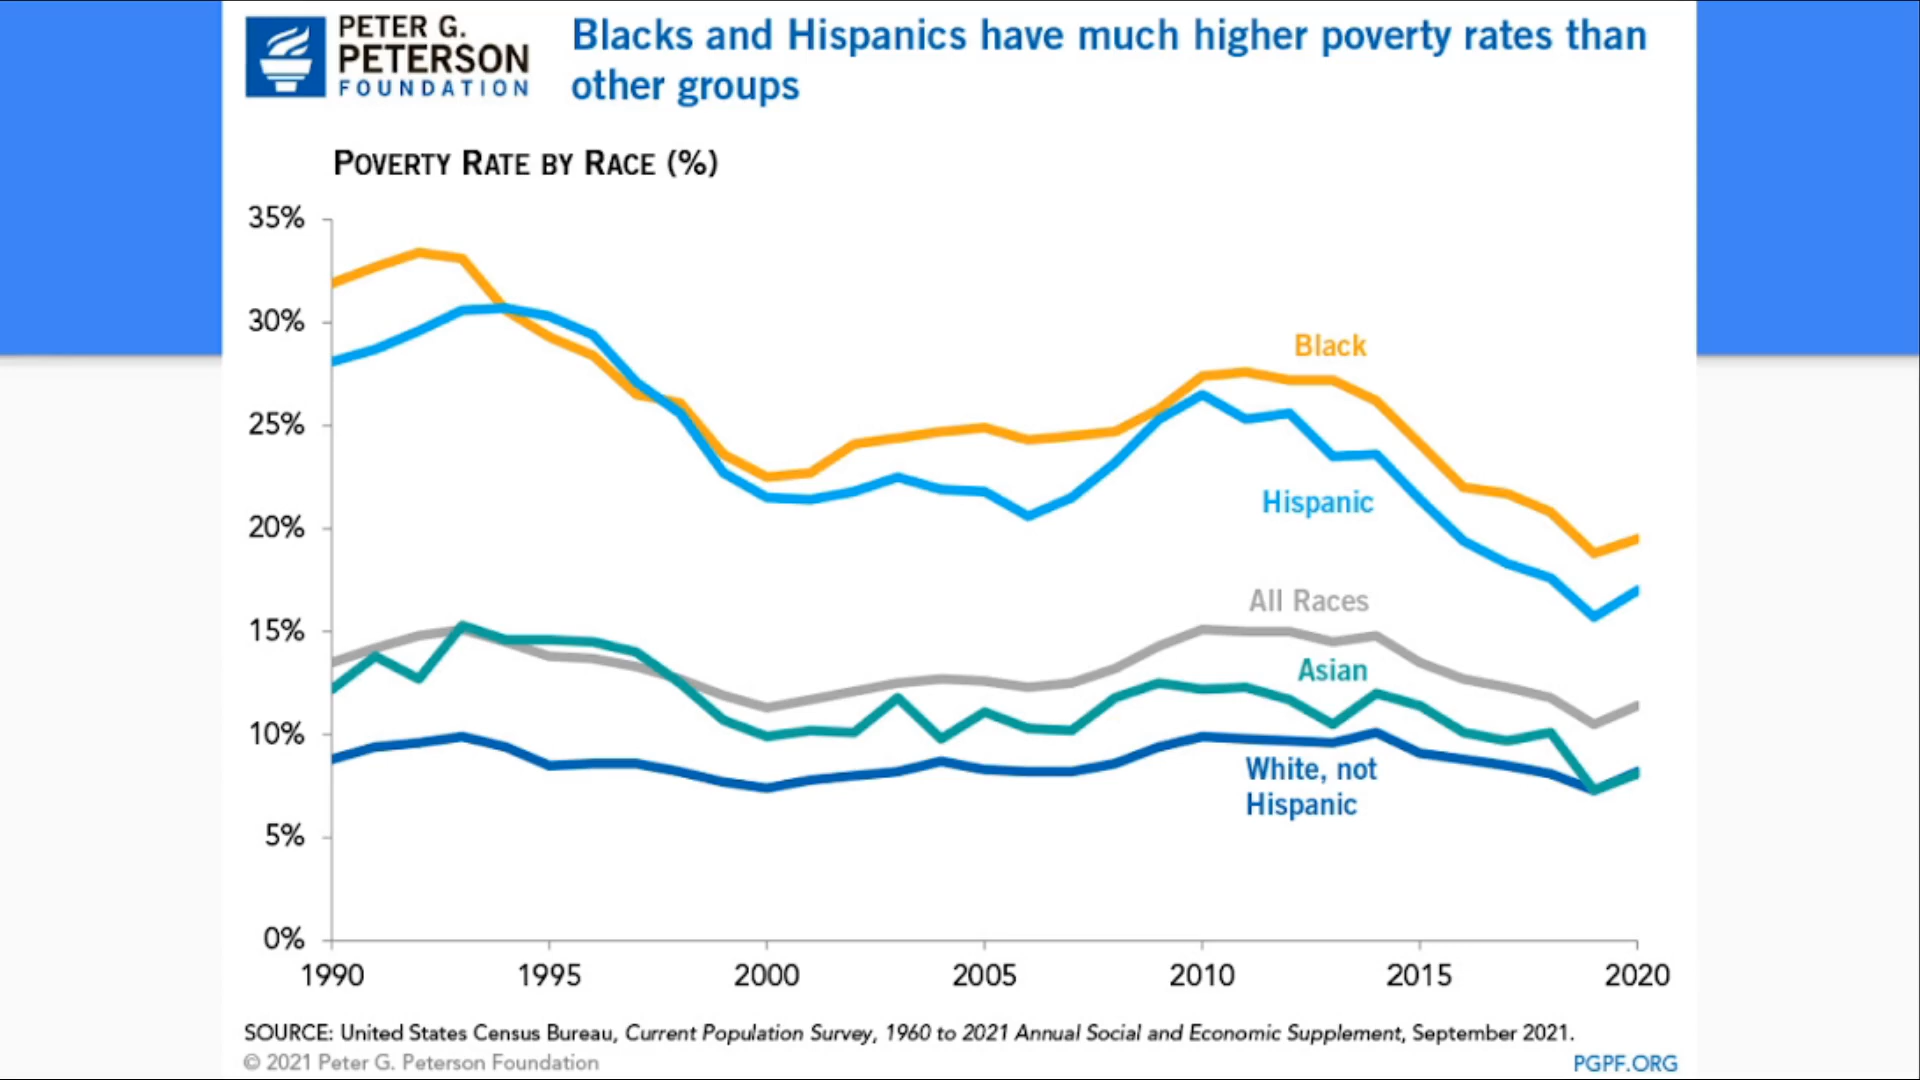 PETER G.
PETERSON
FOUNDATION
Blacks and Hispanics have much higher poverty rates than
other groups
POVERTY RATE BY RACE (%)
35%
30%
25%
20%
15%
10%
5%
0%
Black
Hispanic
All Races
Asian
White, not
Hispanic
1990 1995 2000 2005 2010 2015 2020
SOURCE: United States Census Bureau, Current Population Survey, 1960 to 2021 Annual Social and Economic Supplement, September 2021.
© 2021 Peter G. Peterson Foundation
PGPF.ORG